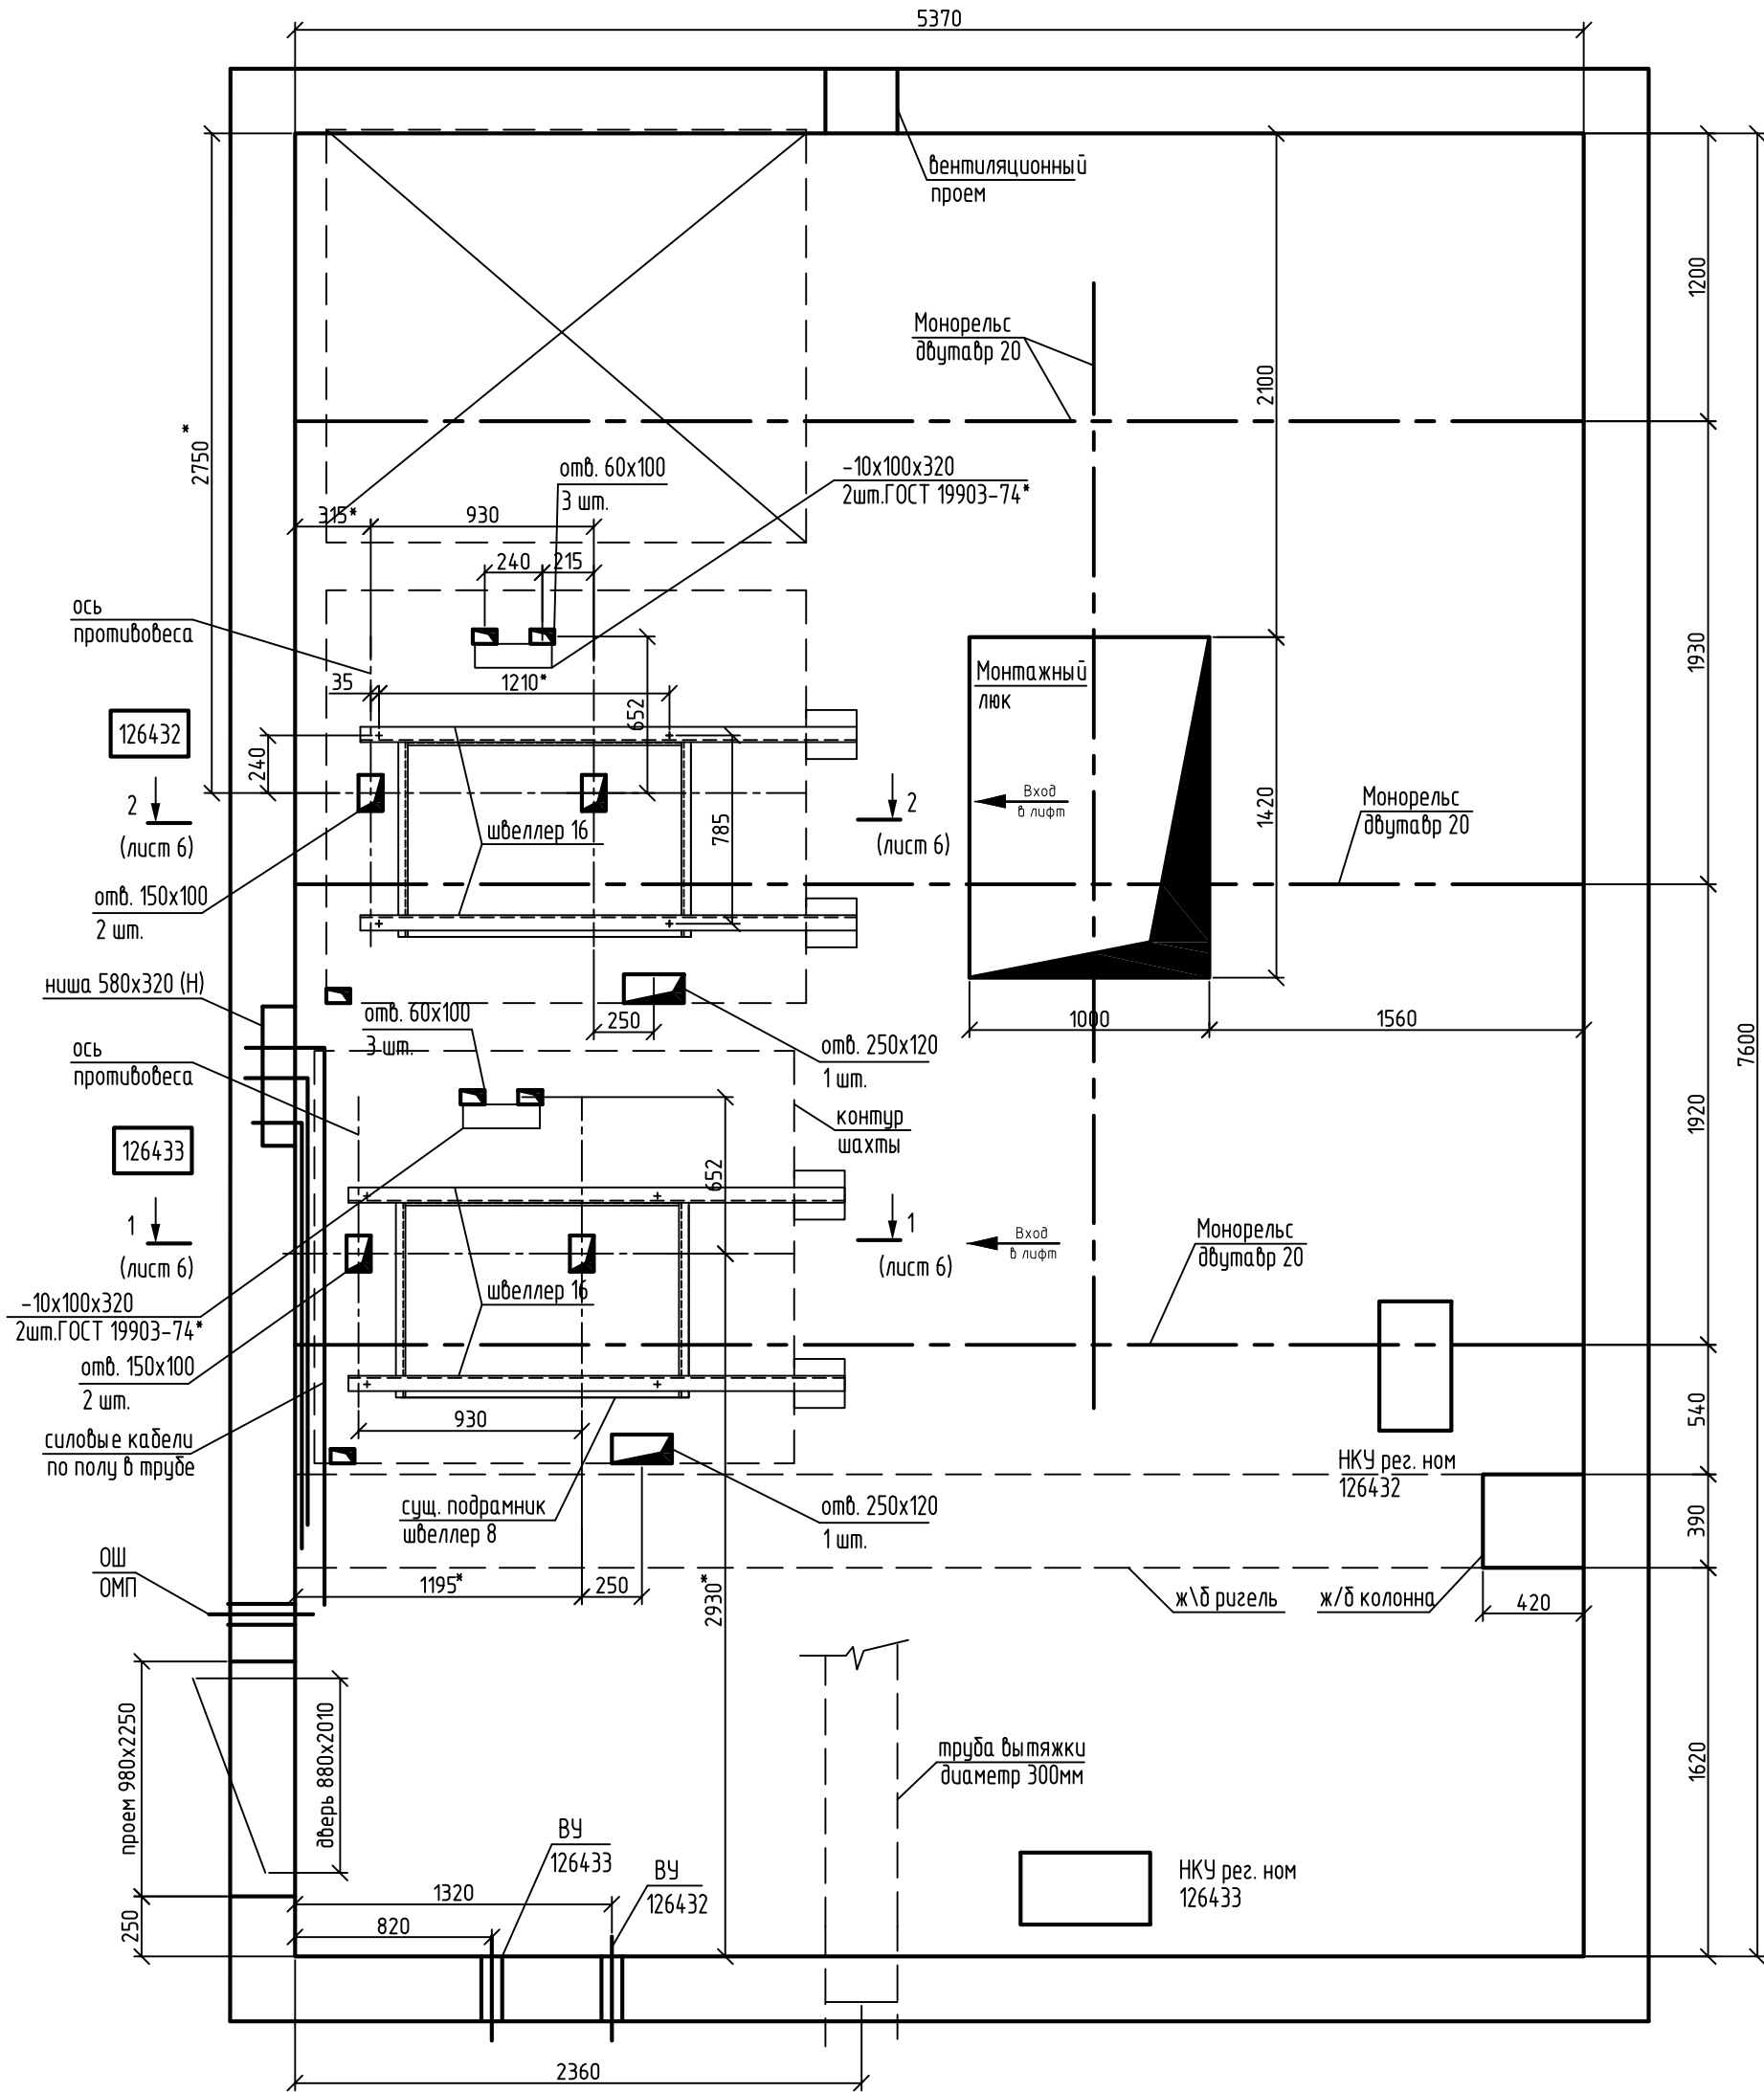 5370
вентиляционный
проем
1200
Монорельс
двутавр 20
2100
2750*
отв. 60х100
3 шт.
-10х100х320
2шт.ГОСТ 19903-74*
315*
930
240
215
ось
противовеса
1930
Монтажный
люк
35
1210*
652
126432
240
2
(лист 6)
швеллер 16
785
2
(лист 6)
Вход
в лифт
1420
Монорельс
двутавр 20
отв. 150х100
2 шт.
ниша 580х320 (Н)
отв. 60х100
3 шт.
250
1000
1560
отв. 250х120
1 шт.
7600
ось
противовеса
контур
шахты
1920
126433
652
1
(лист 6)
1
(лист 6)
Вход
в лифт
Монорельс
двутавр 20
швеллер 16
-10х100х320
2шт.ГОСТ 19903-74*
отв. 150х100
2 шт.
930
540
силовые кабели
по полу в трубе
НКУ рег. ном
126432
сущ. подрамник
швеллер 8
отв. 250х120
1 шт.
390
ОШ
ОМП
1195*
250
2930*
ж\б ригель
ж/б колонна
420
проем 980х2250
дверь 880х2010
труба вытяжки
диаметр 300мм
1620
ВУ
126433
ВУ
126432
НКУ рег. ном
126433
1320
820
250
2360